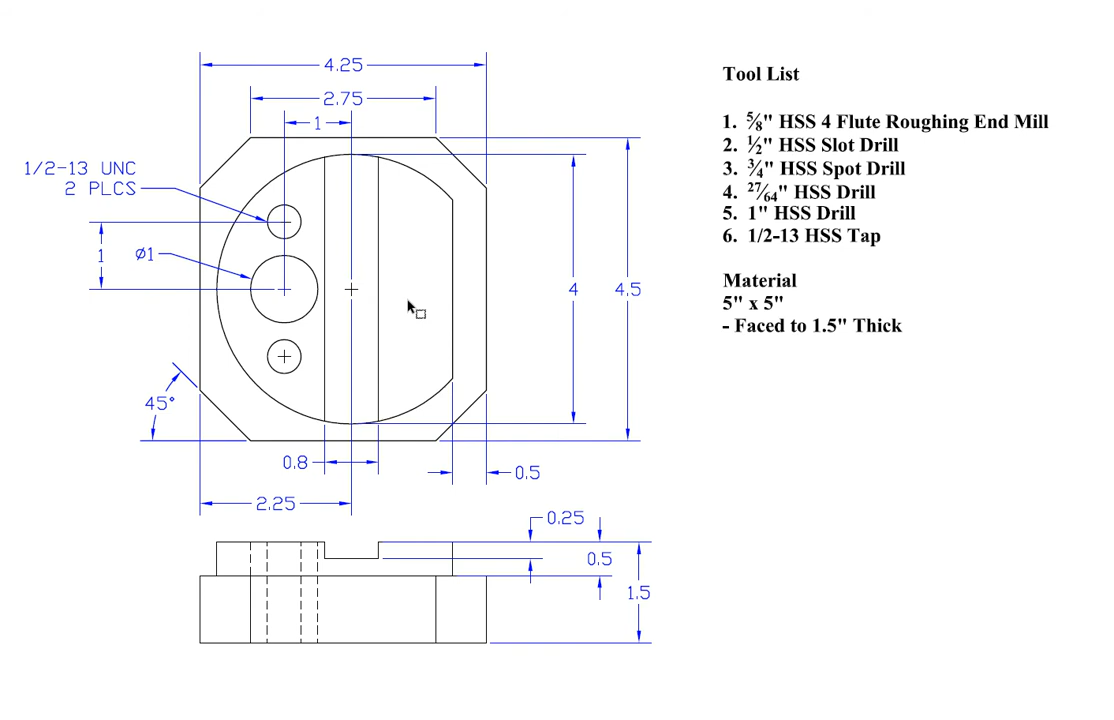 4.25
2.75
1
1/2-13 UNC
2 PLCS
1
ø1
4
4.5
45°
0.8
0.5
2.25
0.25
0.5
1.5
Tool List
1. ⅝" HSS 4 Flute Roughing End Mill
2. ½" HSS Slot Drill
3. ¾" HSS Spot Drill
4. 27/64" HSS Drill
5. 1" HSS Drill
6. 1/2-13 HSS Tap
Material
5" x 5"
- Faced to 1.5" Thick